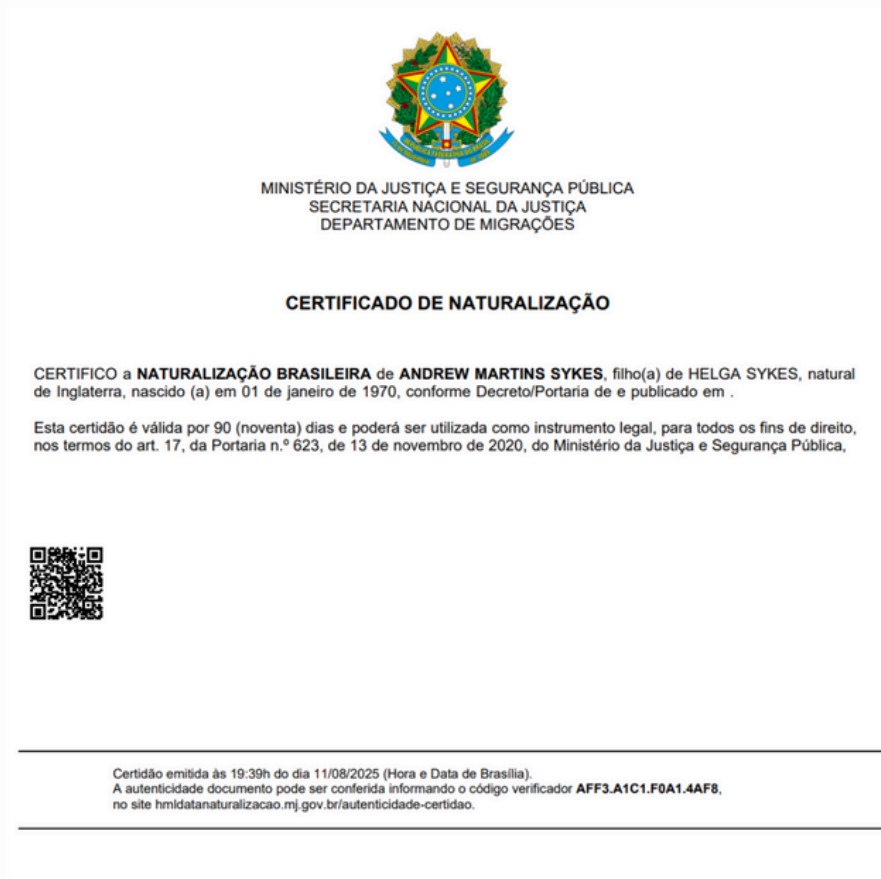 MINISTÉRIO DA JUSTIÇA E SEGURANÇA PÚBLICA
SECRETARIA NACIONAL DA JUSTIÇA
DEPARTAMENTO DE MIGRAÇÕES
CERTIFICADO DE NATURALIZAÇÃO
CERTIFICO a NATURALIZAÇÃO BRASILEIRA de ANDREW MARTINS SYKES, filho(a) de HELGA SYKES, natural
de Inglaterra, nascido (a) em 01 de janeiro de 1970, conforme Decreto/Portaria de e publicado em .
Esta certidão é válida por 90 (noventa) dias e poderá ser utilizada como instrumento legal, para todos os fins de direito,
nos termos do art. 17, da Portaria n.º 623, de 13 de novembro de 2020, do Ministério da Justiça e Segurança Pública,
Certidão emitida às 19:39h do dia 11/08/2025 (Hora e Data de Brasília).
A autenticidade documento pode ser conferida informando o código verificador AFF3.A1C1.F0A1.4AF8,
no site hmldatanaturalizacao.mj.gov.br/autenticidade-certidao.